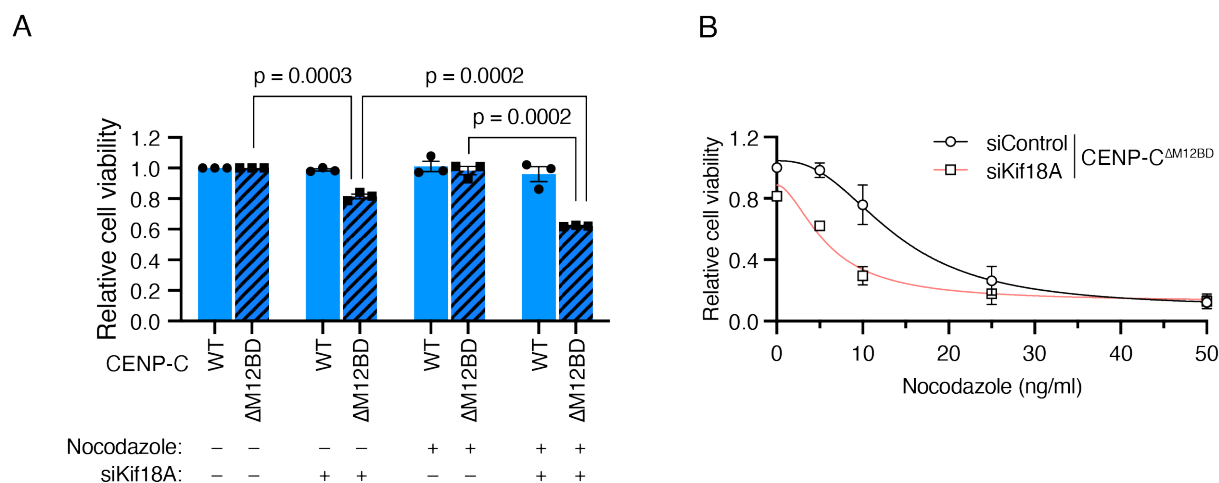 A
B
p = 0.0003
p = 0.0002
p = 0.0002
Relative cell viability
1.2
1.0
0.8
0.6
0.4
0.2
0.0
CENP-C
WT
ΔM12BD
WT
ΔM12BD
WT
ΔM12BD
WT
ΔM12BD
Nocodazole: − − − − + + + +
siKif18A: − − + + − − + +
Relative cell viability
1.2
0.8
0.4
0.0
siControl
siKif18A
CENP-CΔM12BD
0 10 20 30 40 50
Nocodazole (ng/ml)